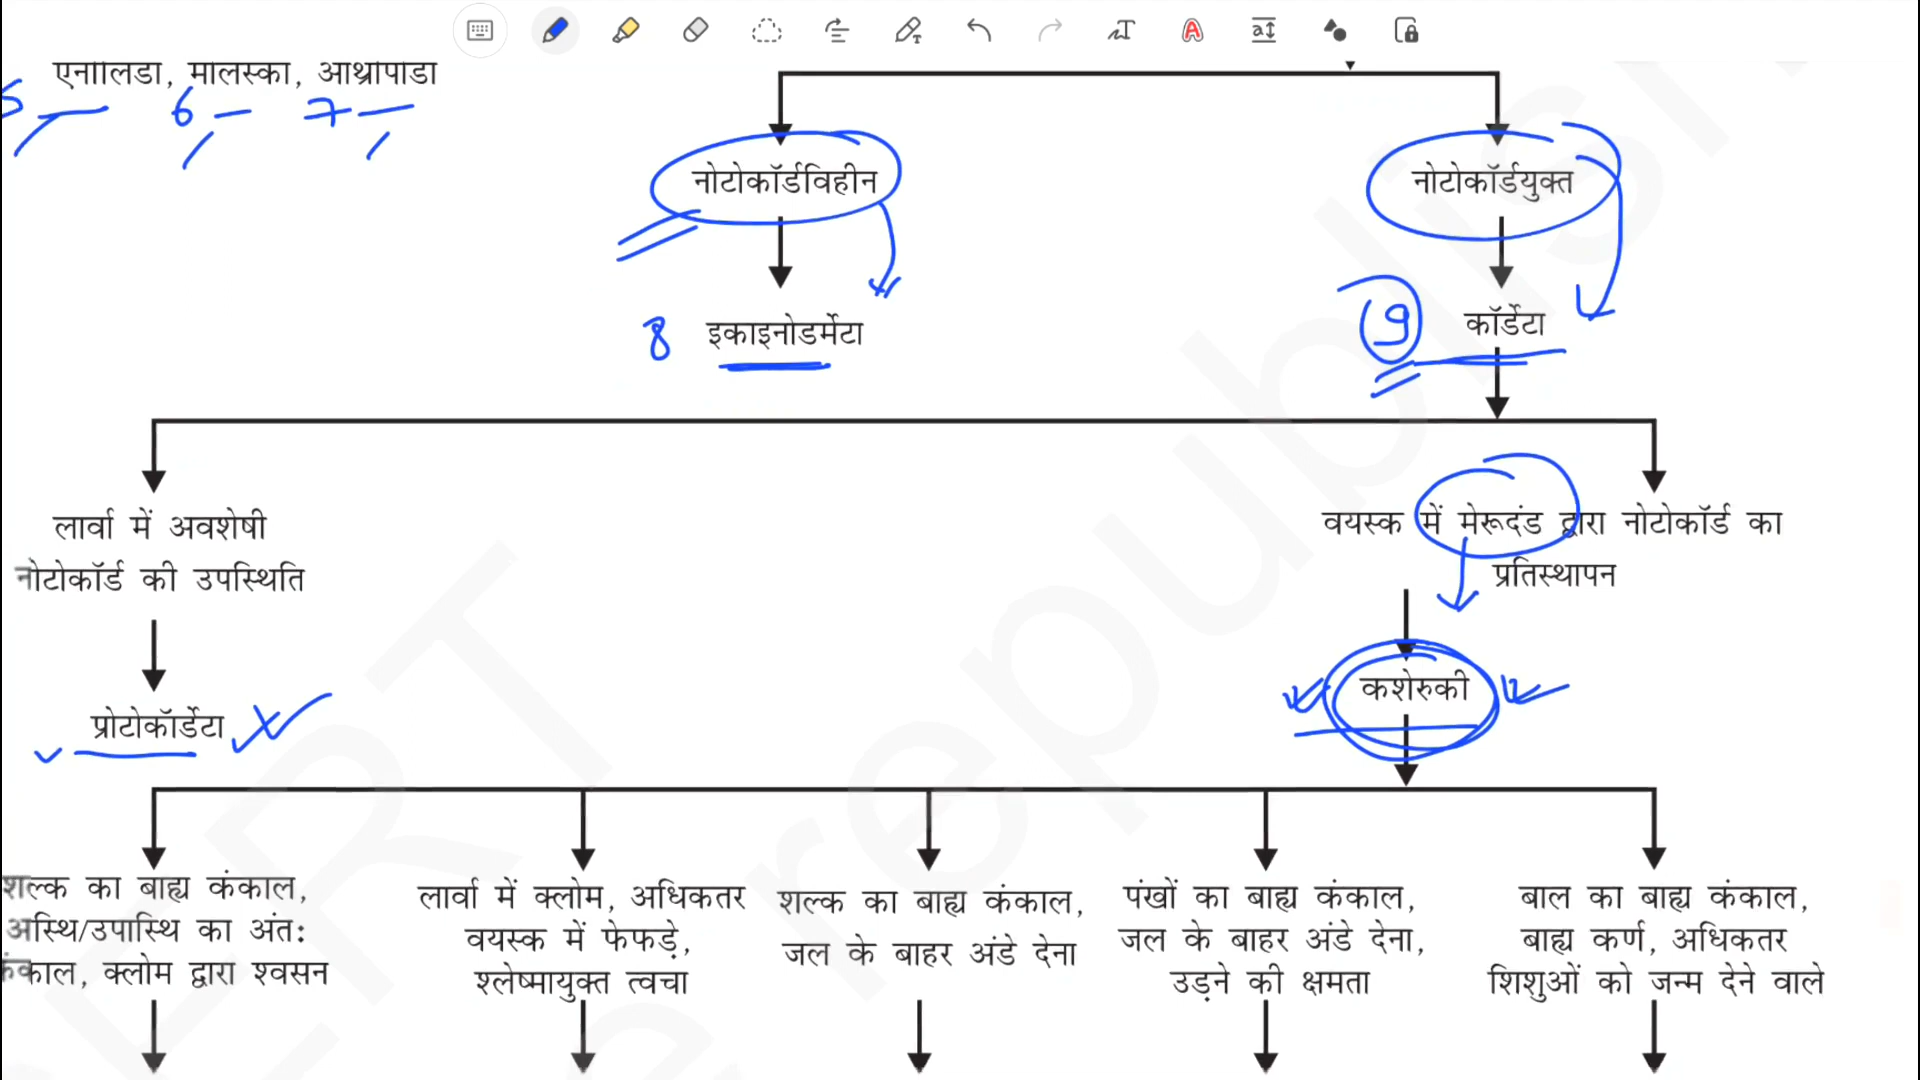 एनीलिडा, मोलस्का, आर्थ्रोपोडा
5 6 7
नोटोकॉर्डविहीन नोटोकॉर्डयुक्त
8 इकाइनोडर्मेटा 9 कॉर्डेटा
लार्वा में अवशेषी वयस्क में मेरूदंड द्वारा नोटोकॉर्ड का
नोटोकॉर्ड की उपस्थिति प्रतिस्थापन
प्रोटोकॉर्डेटा कशेरुकी
शल्क का बाह्य कंकाल,
अस्थि/उपास्थि का अंतः
कंकाल, क्लोम द्वारा श्वसन
लार्वा में क्लोम, अधिकतर
वयस्क में फेफड़े,
श्लेष्मायुक्त त्वचा
शल्क का बाह्य कंकाल,
जल के बाहर अंडे देना
पंखों का बाह्य कंकाल,
जल के बाहर अंडे देना,
उड़ने की क्षमता
बाल का बाह्य कंकाल,
बाह्य कर्ण, अधिकतर
शिशुओं को जन्म देने वाले